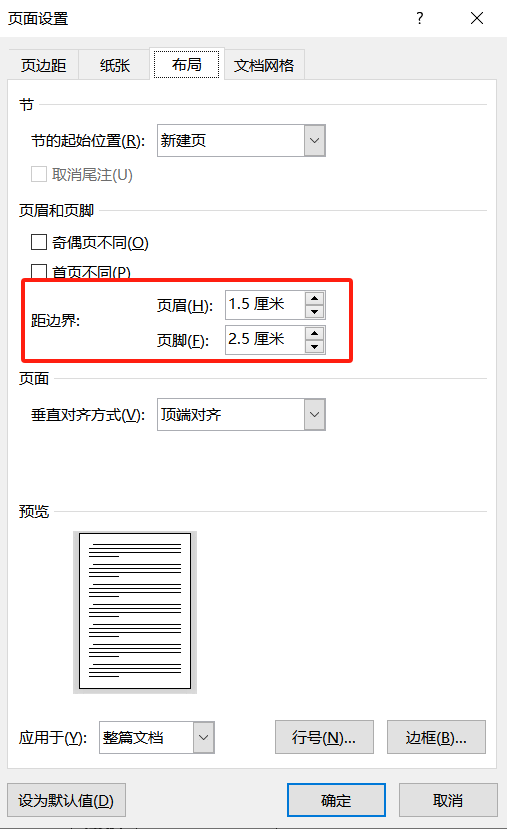 页面设置 ?
页边距 纸张 布局 文档网格
节
节的起始位置(R): 新建页
取消尾注(U)
页眉和页脚
奇偶页不同(O)
首页不同(P)
页眉(H): 1.5 厘米
距边界:
页脚(F): 2.5 厘米
页面
垂直对齐方式(V): 顶端对齐
预览
应用于(Y): 整篇文档 行号(N)... 边框(B)...
设为默认值(D) 确定 取消